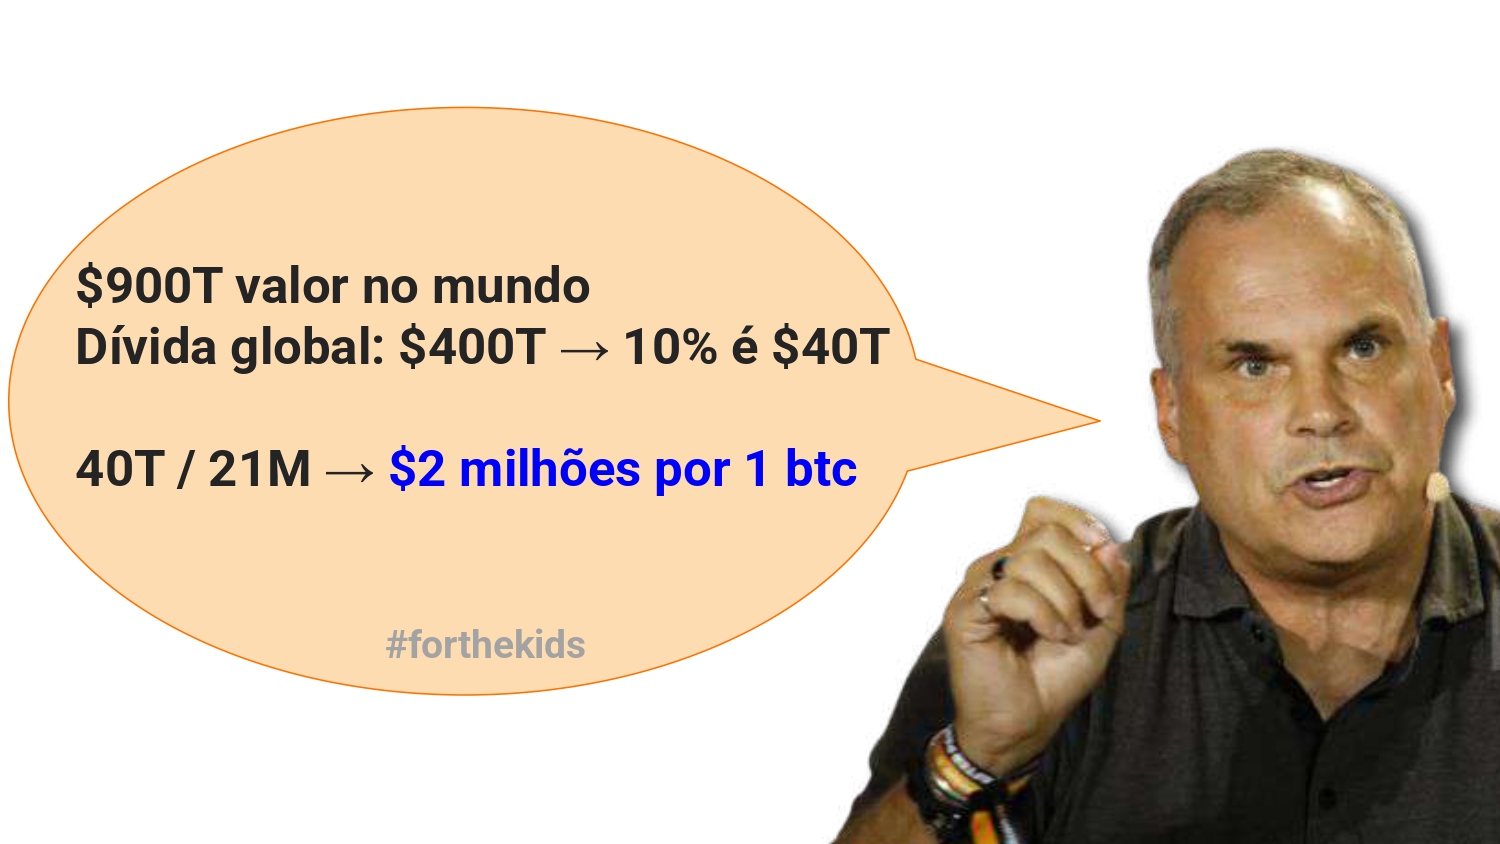 $900T valor no mundo
Dívida global: $400T → 10% é $40T
40T / 21M → $2 milhões por 1 btc
#forthekids